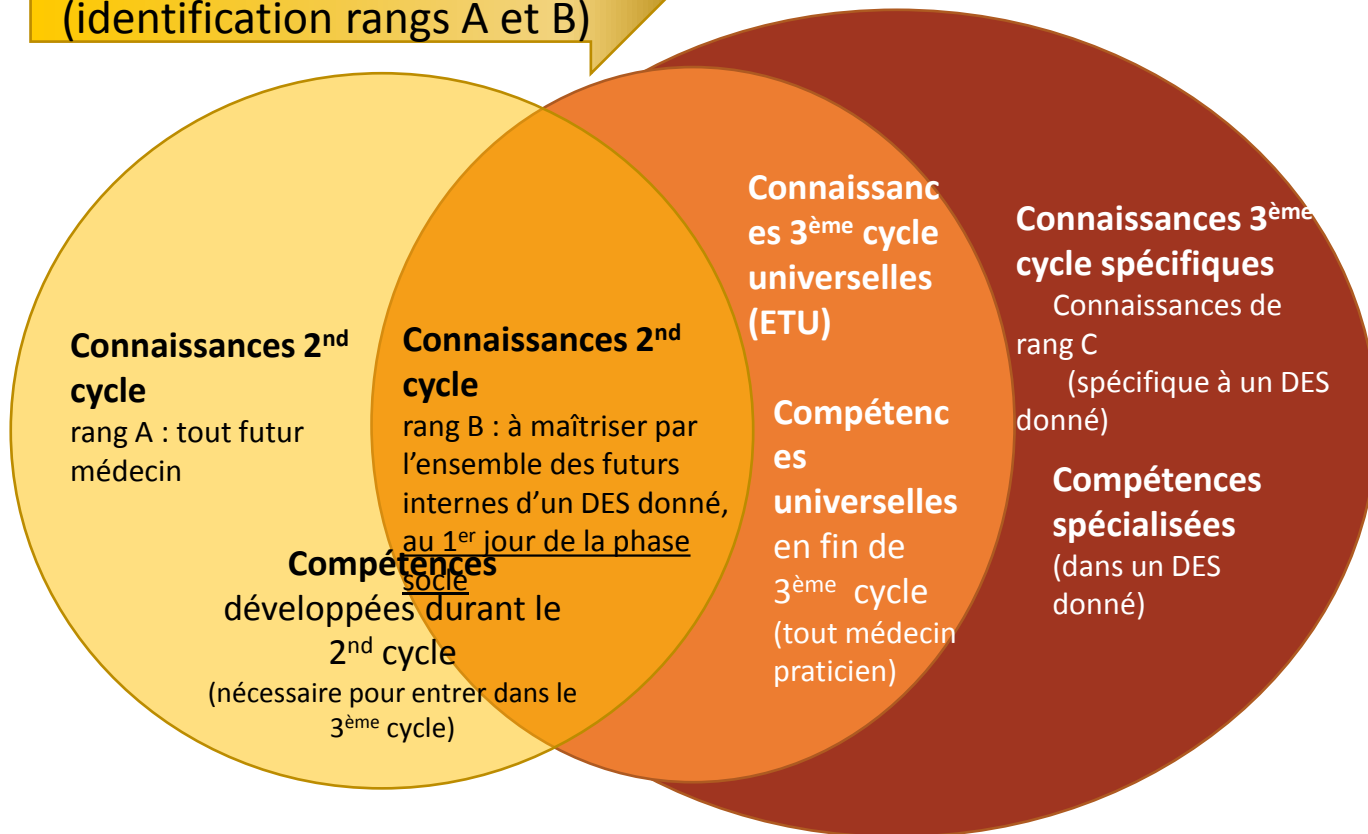 (identification rangs A et B)
Connaissances 2nd
cycle
rang A : tout futur
médecin
Connaissances 2nd
cycle
rang B : à maîtriser par
l'ensemble des futurs
internes d’un DES donné,
au 1er jour de la phase
socle
Compétences
développées durant le
2nd cycle
(nécessaire pour entrer dans le
3ème cycle)
Connaissanc
es 3ème cycle
universelles
(ETU)
Compétenc
es
universelles
en fin de
3ème cycle
(tout médecin
praticien)
Connaissances 3ème
cycle spécifiques
Connaissances de
rang C
(spécifique à un DES
donné)
Compétences
spécialisées
(dans un DES
donné)